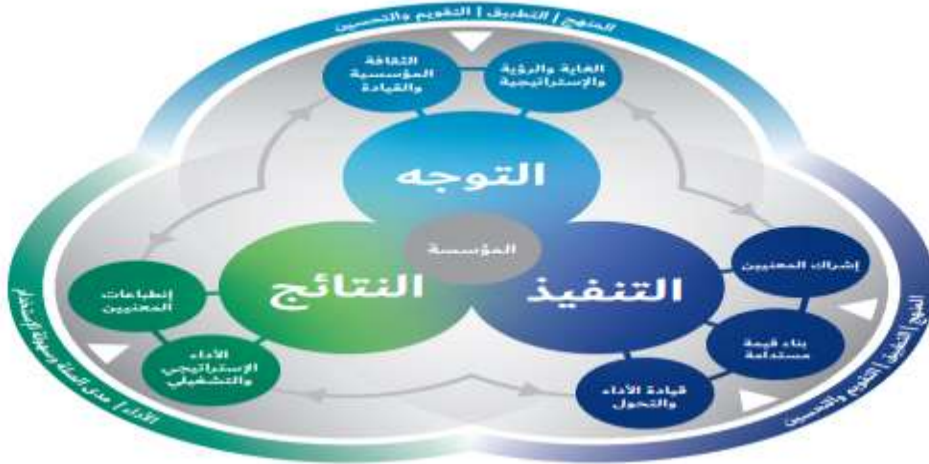 المنهج | التطبيق | التقويم والتحسين
الغاية والرؤية
والإستراتيجية
الثقافة
المؤسسية
والقيادة
التوجه
المؤسسة
التنفيذ
النتائج
إشراك المعنيين
بناء قيمة
مستدامة
قيادة الأداء
والتحول
المنهج | التطبيق | التقويم والتحسين
إنطباعات
المعنيين
الأداء
الإستراتيجي
والتشغيلي
الأداء | مدى الصلة وسهولة الإستخدام